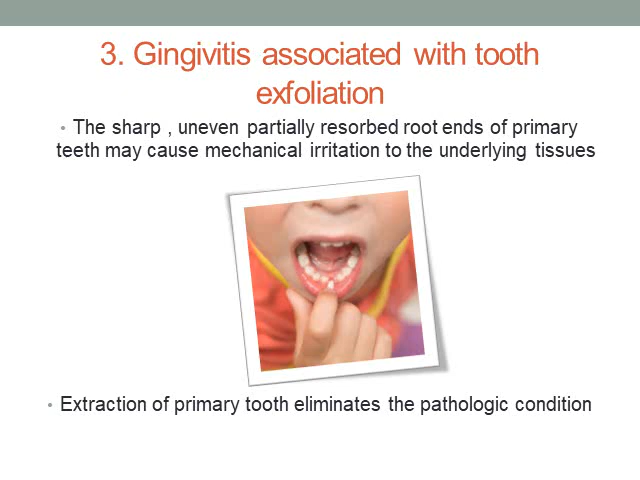 3. Gingivitis associated with tooth
exfoliation
• The sharp , uneven partially resorbed root ends of primary
teeth may cause mechanical irritation to the underlying tissues
• Extraction of primary tooth eliminates the pathologic condition